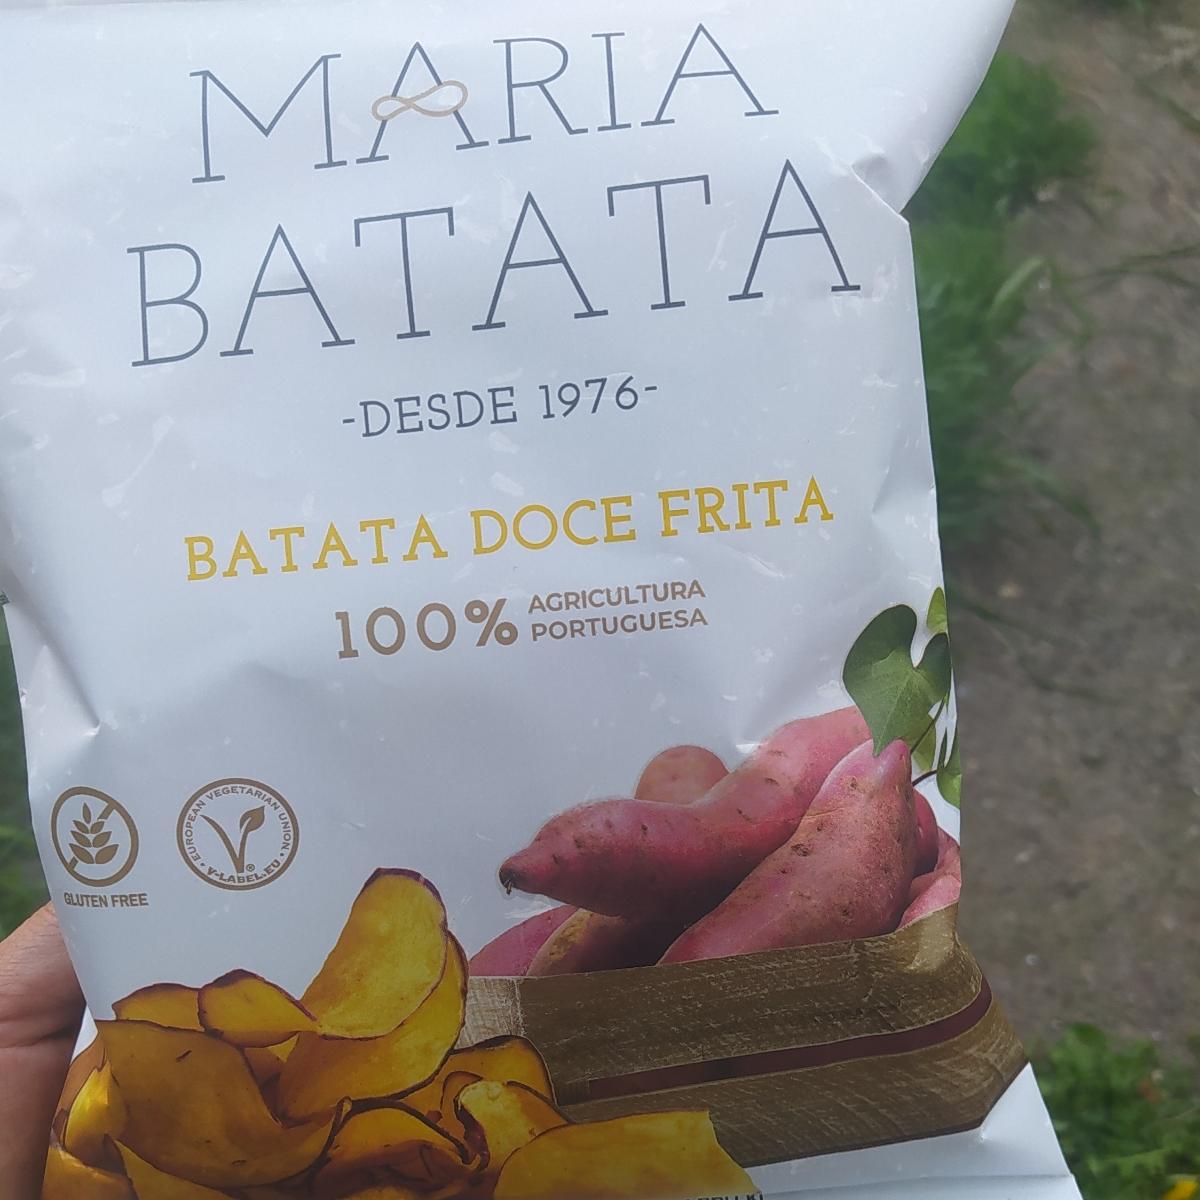 MARIA
BATATA
-DESDE 1976-
BATATA DOCE FRITA
100% AGRICULTURA
PORTUGUESA
GLUTEN FREE
EUROPEAN VEGETARIAN UNION
V-LABEL.EU